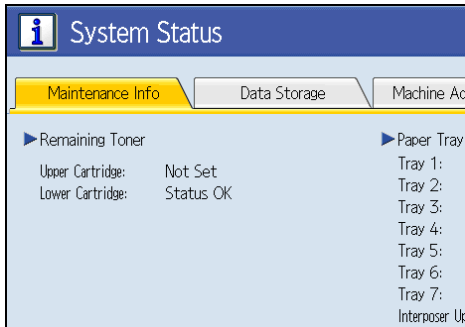 System Status
Maintenance Info
Data Storage
Machine Ad
Remaining Toner
Upper Cartridge: Not Set
Lower Cartridge: Status OK
Paper Tray
Tray 1:
Tray 2:
Tray 3:
Tray 4:
Tray 5:
Tray 6:
Tray 7:
Interposer Up